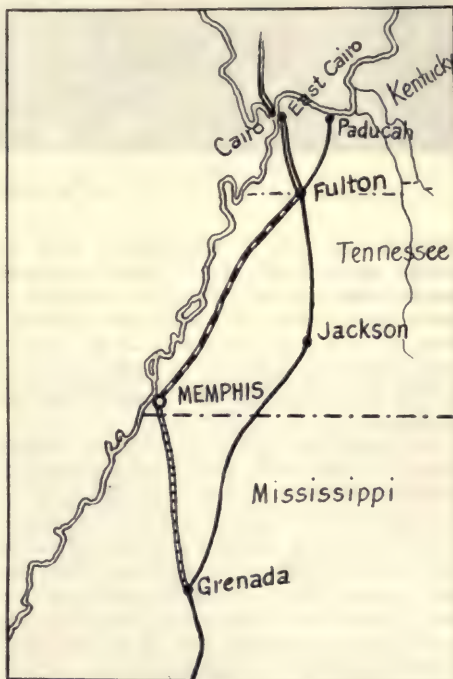 East Cairo
Kentucky
Cairo
Paducah
Fulton
Tennessee
Jackson
MEMPHIS
Mississippi
Grenada